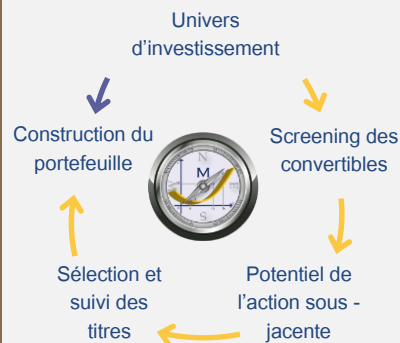 Univers
d’investissement
Construction du
portefeuille
Screening des
convertibles
N
M
S
Sélection et
suivi des
titres
Potentiel de
l’action sous -
jacente